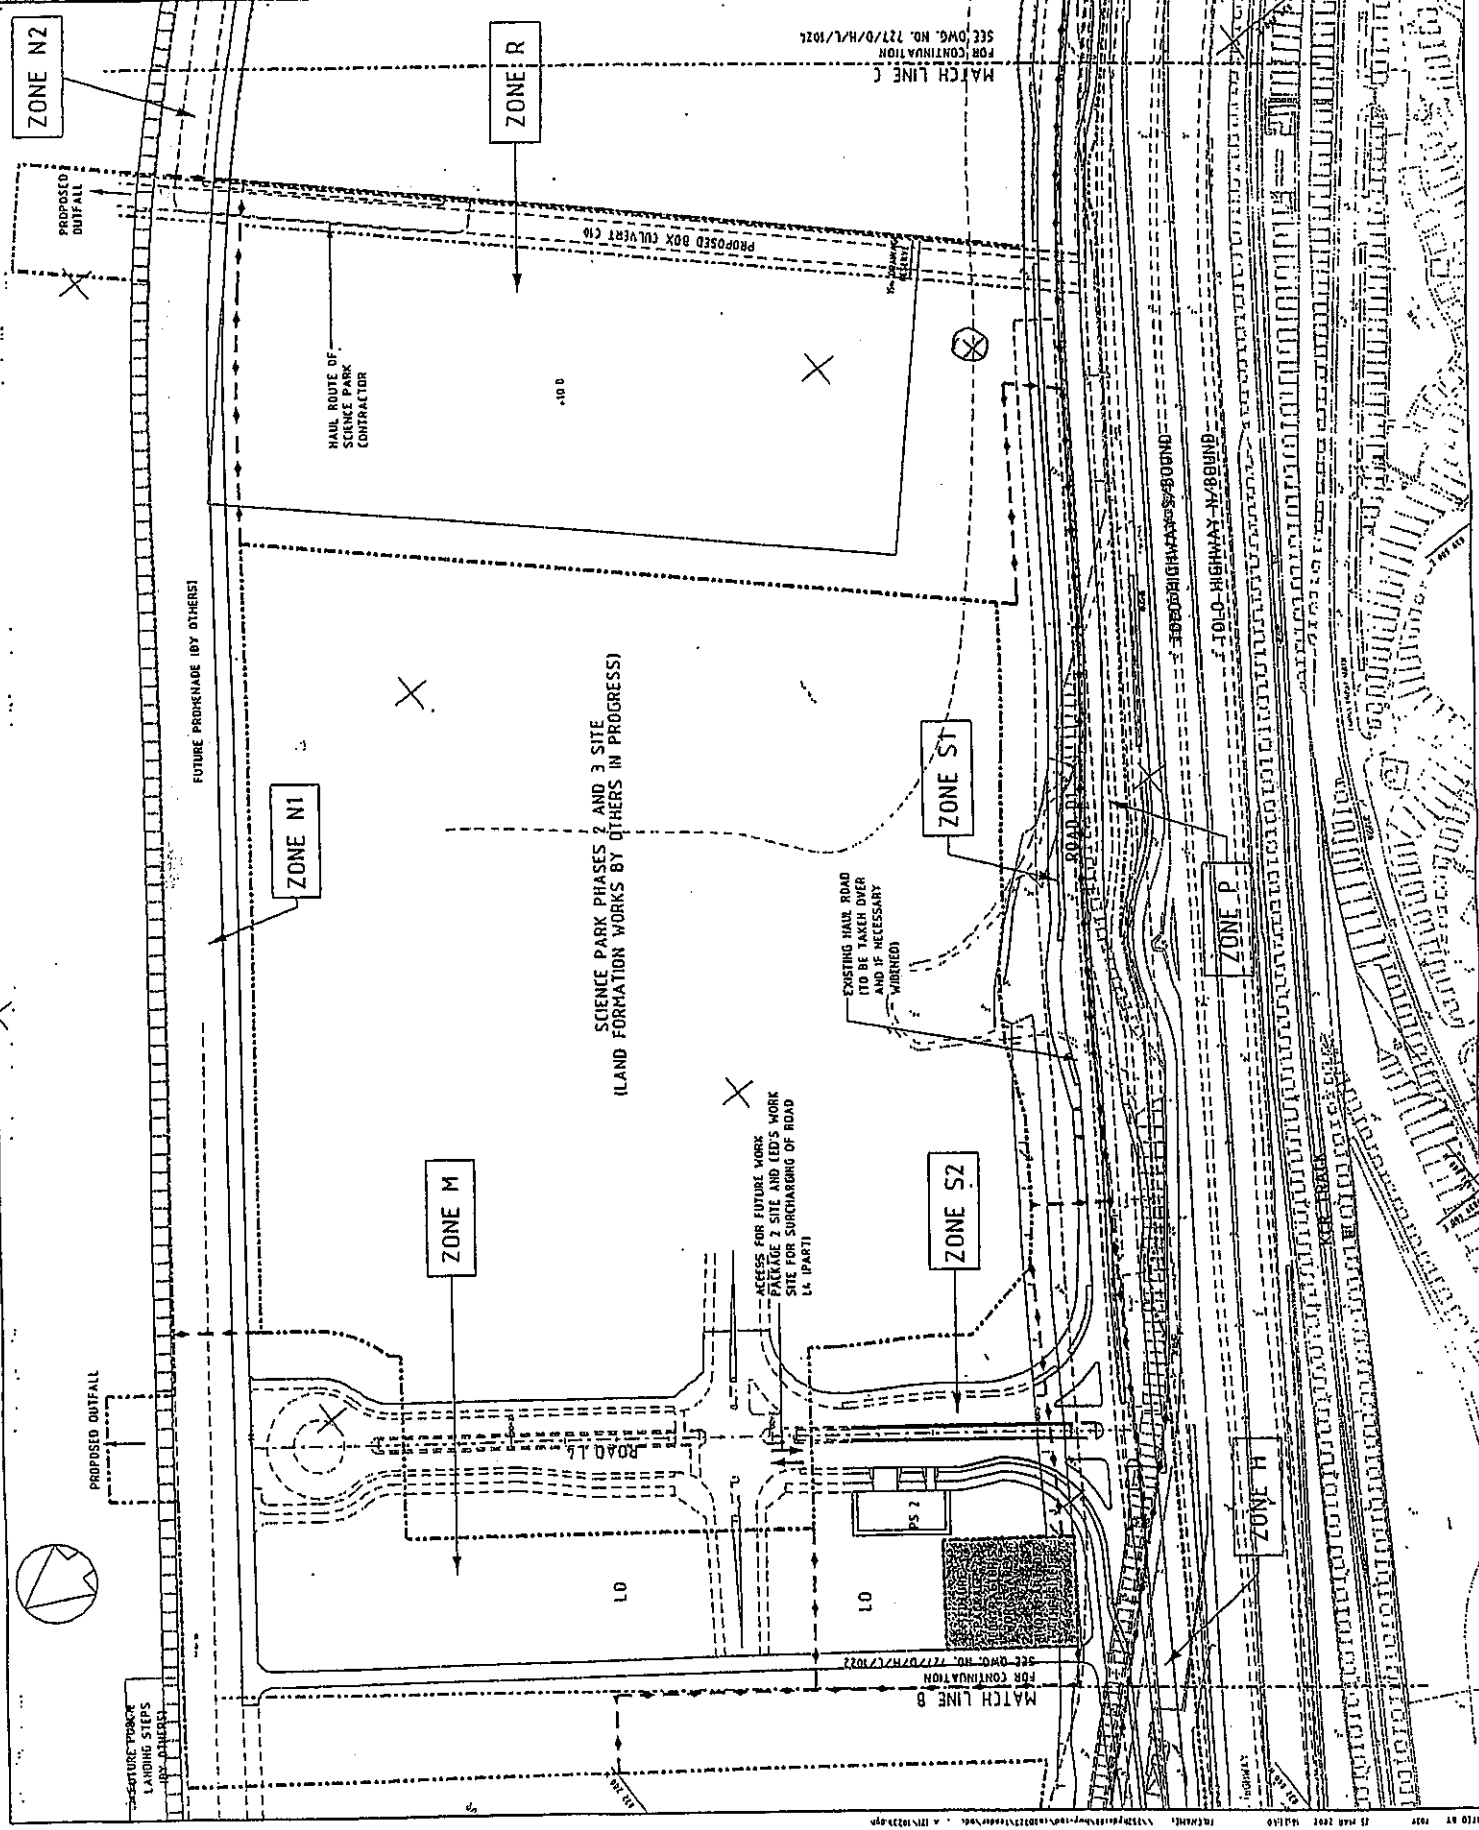 ZONE N2
ZONE R
MATCH LINE C
FOR CONTINUATION
SEE DWG. NO. 727/D/H/L/1024
PROPOSED
OUTFALL
PROPOSED BOX CULVERT C10
HAUL ROUTE OF
SCIENCE PARK
CONTRACTOR
FUTURE PROMENADE (BY OTHERS)
ZONE N1
SCIENCE PARK PHASES 2 AND 3 SITE
(LAND FORMATION WORKS BY OTHERS IN PROGRESS)
ZONE S1
ROAD D1
TOLO HIGHWAY S/BOUND
TOLO HIGHWAY N/BOUND
ZONE P
EXISTING HAUL ROAD
(TO BE TAKEN OVER
AND IF NECESSARY
WIDENED)
ZONE M
ACCESS FOR FUTURE WORK
PACKAGE 2 SITE AND CED'S WORK
SITE FOR SURCHARGING OF ROAD
L4 (PART)
ZONE S2
KCR TRACK
PROPOSED OUTFALL
ROAD L4
PS 2
LO
LO
ZONE H
MATCH LINE B
FOR CONTINUATION
SEE DWG. NO. 727/D/H/L/1022
LANDING STEPS
(BY OTHERS)
HIGHWAY